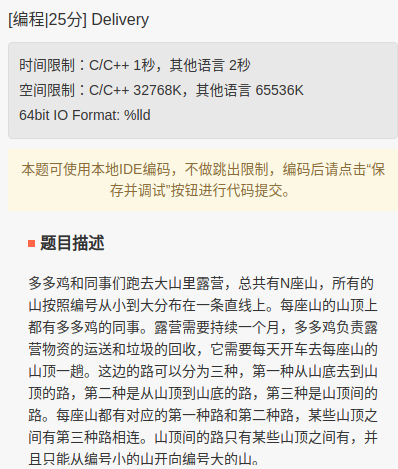 [编程|25分] Delivery
时间限制：C/C++ 1秒，其他语言 2秒
空间限制：C/C++ 32768K，其他语言 65536K
64bit IO Format: %lld
本题可使用本地IDE编码，不做跳出限制，编码后请点击“保
存并调试”按钮进行代码提交。
题目描述
多多鸡和同事们跑去大山里露营，总共有N座山，所有的
山按照编号从小到大分布在一条直线上。每座山的山顶上
都有多多鸡的同事。露营需要持续一个月，多多鸡负责露
营物资的运送和垃圾的回收，它需要每天开车去每座山的
山顶一趟。这边的路可以分为三种，第一种从山底去到山
顶的路，第二种是从山顶到山底的路，第三种是山顶间的
路。每座山都有对应的第一种路和第二种路，某些山顶之
间有第三种路相连。山顶间的路只有某些山顶之间有，并
且只能从编号小的山开向编号大的山。